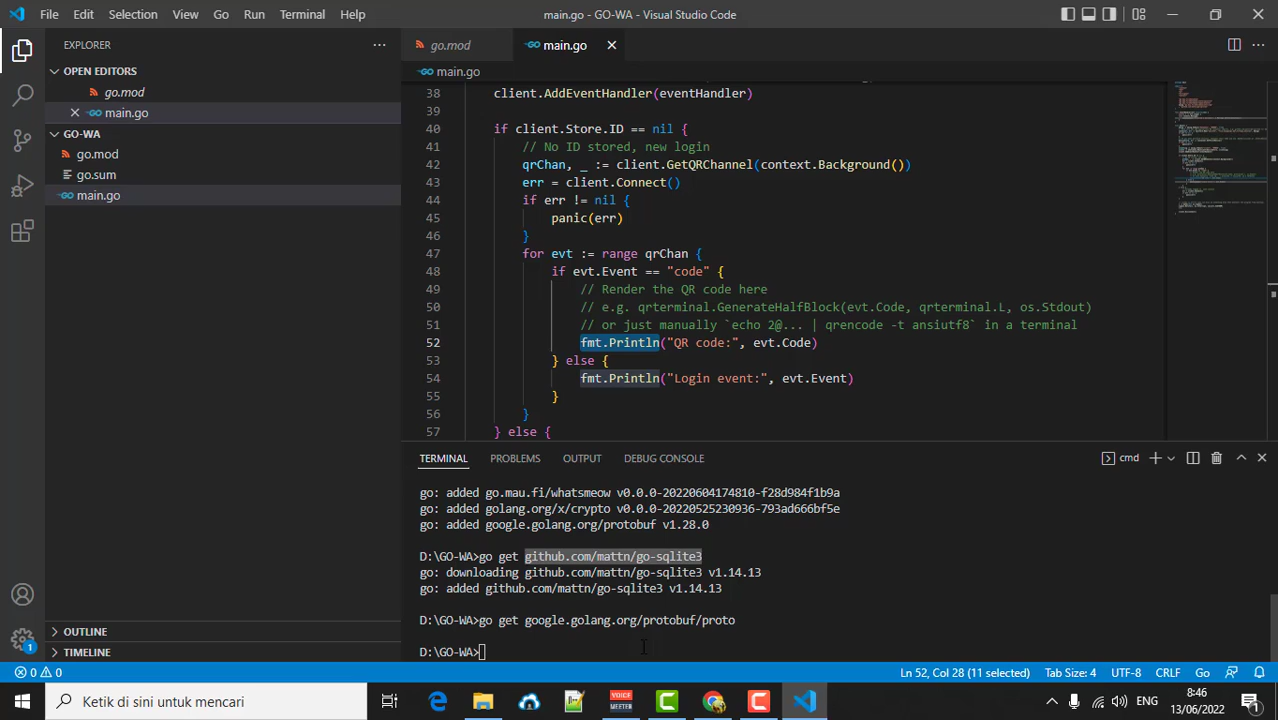 File Edit Selection View Go Run Terminal Help
main.go - GO-WA - Visual Studio Code
EXPLORER
OPEN EDITORS
go.mod
main.go
GO-WA
go.mod
go.sum
main.go
OUTLINE
TIMELINE
go.mod
main.go
main.go
38 client.AddEventHandler(eventHandler)
39
40 if client.Store.ID == nil {
41 // No ID stored, new login
42 qrChan, _ := client.GetQRChannel(context.Background())
43 err = client.Connect()
44 if err != nil {
45 panic(err)
46 }
47 for evt := range qrChan {
48 if evt.Event == "code" {
49 // Render the QR code here
50 // e.g. qrterminal.GenerateHalfBlock(evt.Code, qrterminal.L, os.Stdout)
51 // or just manually `echo 2@... | qrencode -t ansiutf8` in a terminal
52 fmt.Println("QR code:", evt.Code)
53 } else {
54 fmt.Println("Login event:", evt.Event)
55 }
56 }
57 } else {
TERMINAL PROBLEMS OUTPUT DEBUG CONSOLE
cmd
go: added go.mau.fi/whatsmeow v0.0.0-20220604174810-f28d984f1b9a
go: added golang.org/x/crypto v0.0.0-20220525230936-793ad666bf5e
go: added google.golang.org/protobuf v1.28.0
D:\GO-WA>go get github.com/mattn/go-sqlite3
go: downloading github.com/mattn/go-sqlite3 v1.14.13
go: added github.com/mattn/go-sqlite3 v1.14.13
D:\GO-WA>go get google.golang.org/protobuf/proto
D:\GO-WA>
1
0 0
Ln 52, Col 28 (11 selected) Tab Size: 4 UTF-8 CRLF Go
Ketik di sini untuk mencari
VOICE MEETER
C
C
ENG
8:46
13/06/2022
1